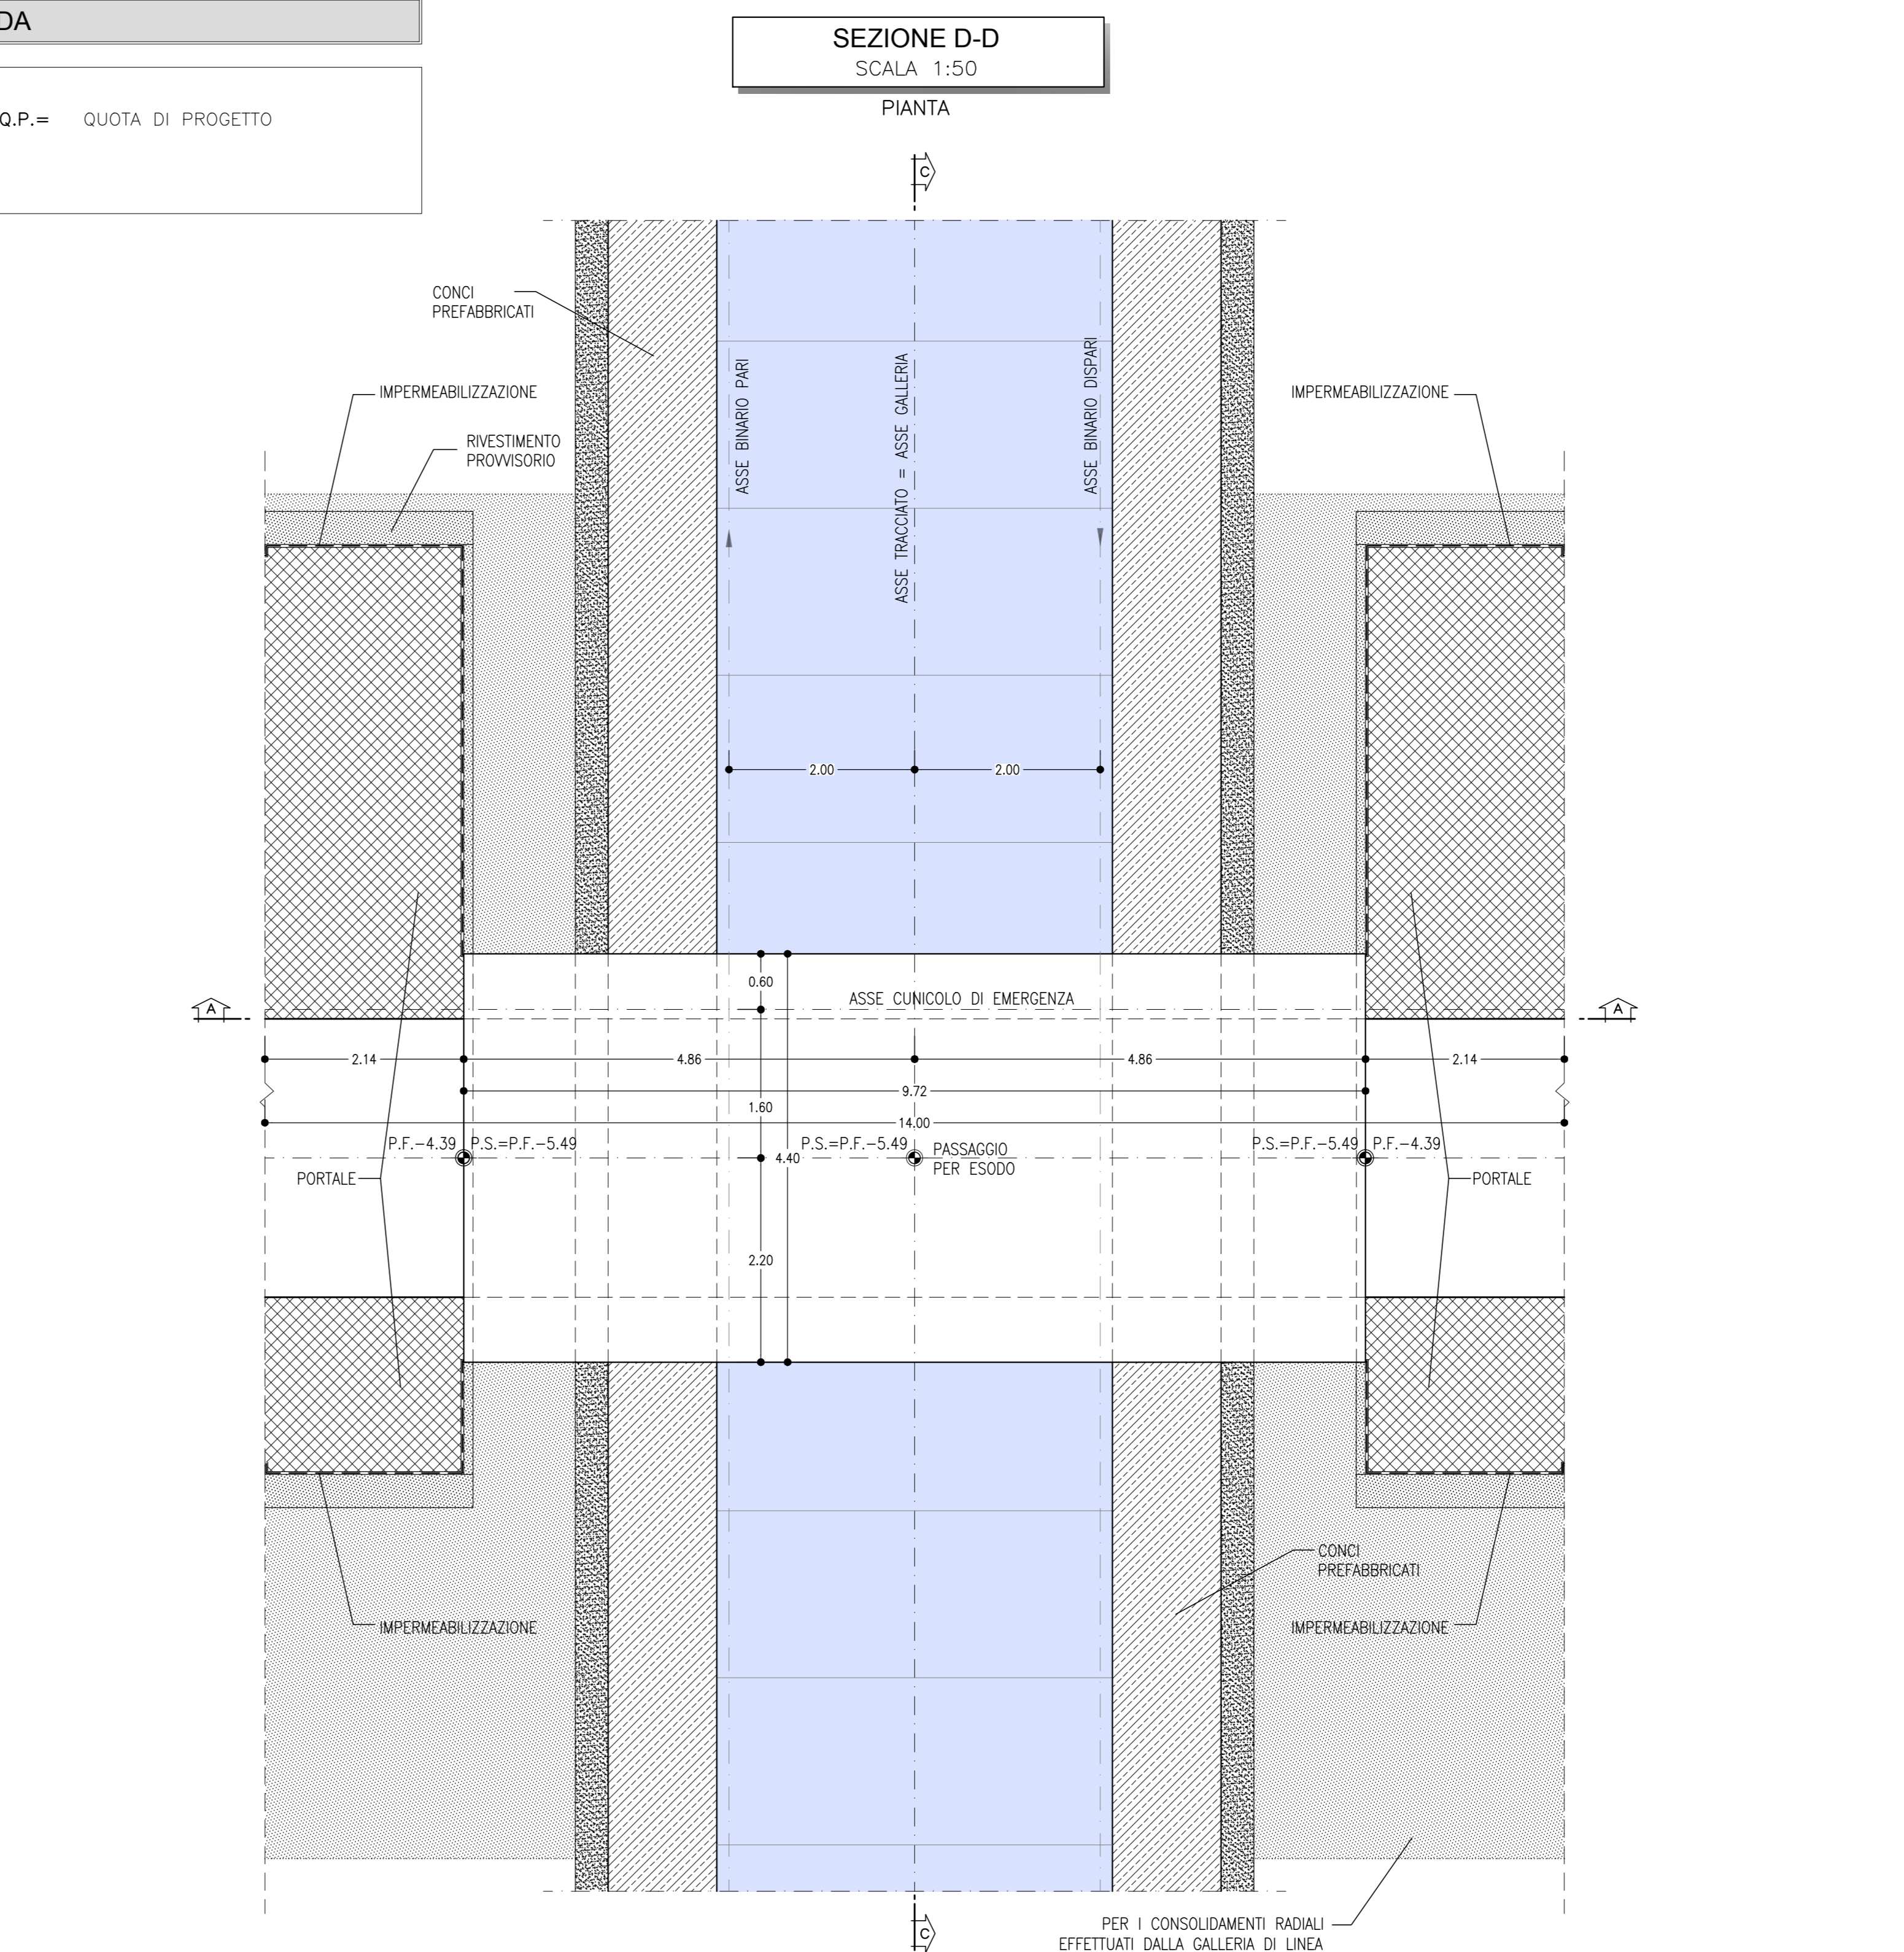 DA
SEZIONE D-D
SCALA 1:50
PIANTA
Q.P.= QUOTA DI PROGETTO
C
CONCI
PREFABBRICATI
IMPERMEABILIZZAZIONE
RIVESTIMENTO
PROVVISORIO
ASSE BINARIO PARI
ASSE TRACCIATO = ASSE GALLERIA
ASSE BINARIO DISPARI
IMPERMEABILIZZAZIONE
2.00
2.00
0.60
ASSE CUNICOLO DI EMERGENZA
A
A
2.14
4.86
4.86
2.14
9.72
1.60
14.00
P.F.-4.39
P.S.=P.F.-5.49
P.S.=P.F.-5.49
P.S.=P.F.-5.49
P.F.-4.39
4.40
PASSAGGIO
PER ESODO
PORTALE
PORTALE
2.20
CONCI
PREFABBRICATI
IMPERMEABILIZZAZIONE
IMPERMEABILIZZAZIONE
PER I CONSOLIDAMENTI RADIALI
EFFETTUATI DALLA GALLERIA DI LINEA
C